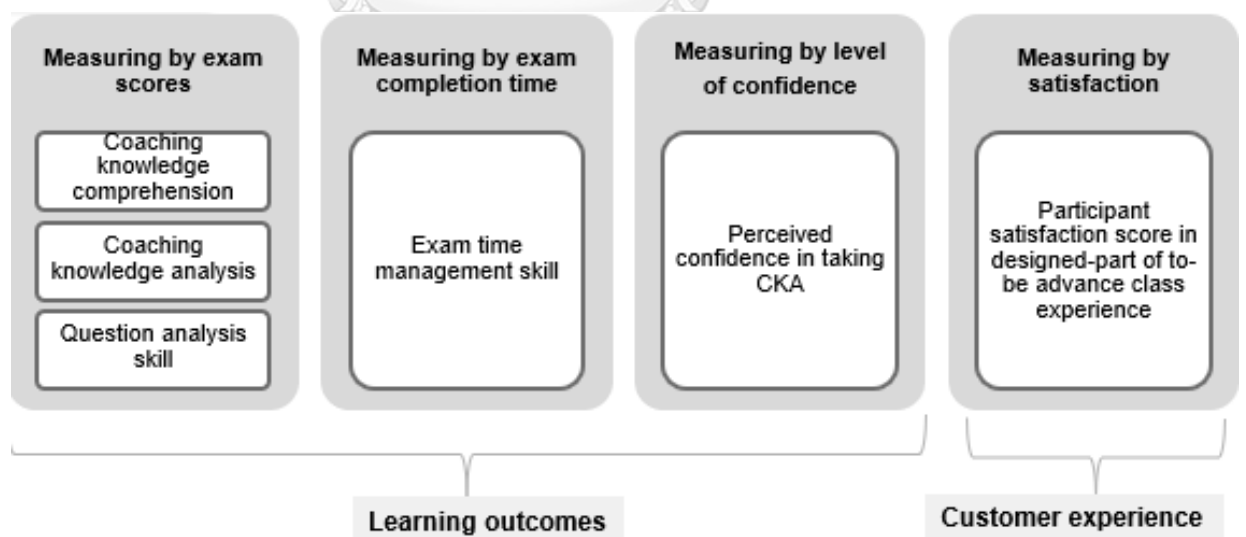 Measuring by exam
scores
Coaching
knowledge
comprehension
Coaching
knowledge analysis
Question analysis
skill
Measuring by exam
completion time
Exam time
management skill
Measuring by level
of confidence
Perceived
confidence in taking
CKA
Measuring by
satisfaction
Participant
satisfaction score in
designed-part of to-
be advance class
experience
Learning outcomes
Customer experience